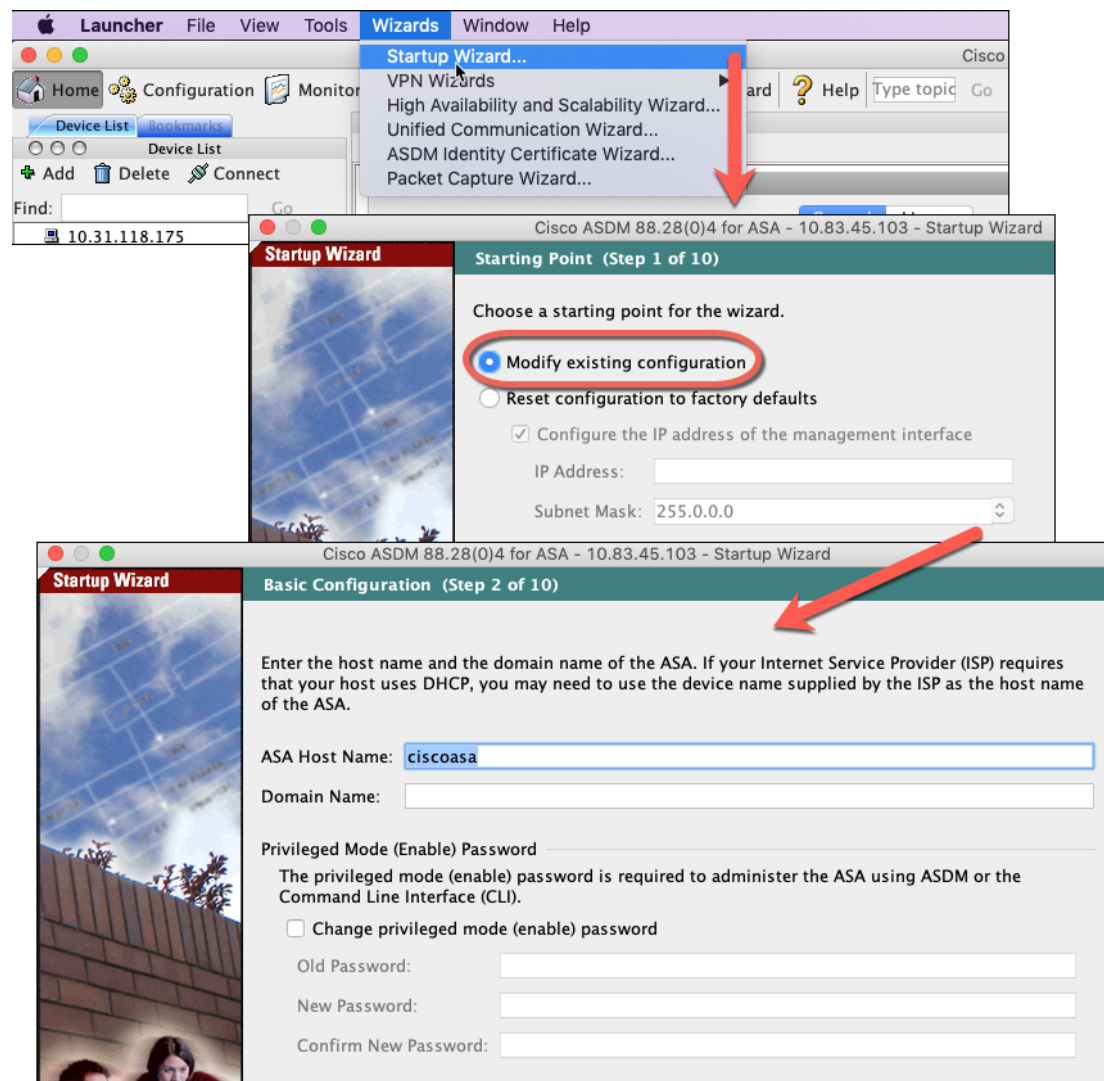 Launcher File View Tools Wizards Window Help
Startup Wizard...
Cisco
VPN Wizards
Home Configuration Monitor
ard Help Type topic Go
High Availability and Scalability Wizard...
Device List Bookmarks
Unified Communication Wizard...
Device List
ASDM Identity Certificate Wizard...
Add Delete Connect
Packet Capture Wizard...
Find: Go
10.31.118.175
Cisco ASDM 88.28(0)4 for ASA - 10.83.45.103 - Startup Wizard
Startup Wizard
Starting Point (Step 1 of 10)
Choose a starting point for the wizard.
Modify existing configuration
Reset configuration to factory defaults
Configure the IP address of the management interface
IP Address:
Subnet Mask: 255.0.0.0
Cisco ASDM 88.28(0)4 for ASA - 10.83.45.103 - Startup Wizard
Startup Wizard
Basic Configuration (Step 2 of 10)
Enter the host name and the domain name of the ASA. If your Internet Service Provider (ISP) requires
that your host uses DHCP, you may need to use the device name supplied by the ISP as the host name
of the ASA.
ASA Host Name: ciscoasa
Domain Name:
Privileged Mode (Enable) Password
The privileged mode (enable) password is required to administer the ASA using ASDM or the
Command Line Interface (CLI).
Change privileged mode (enable) password
Old Password:
New Password:
Confirm New Password: